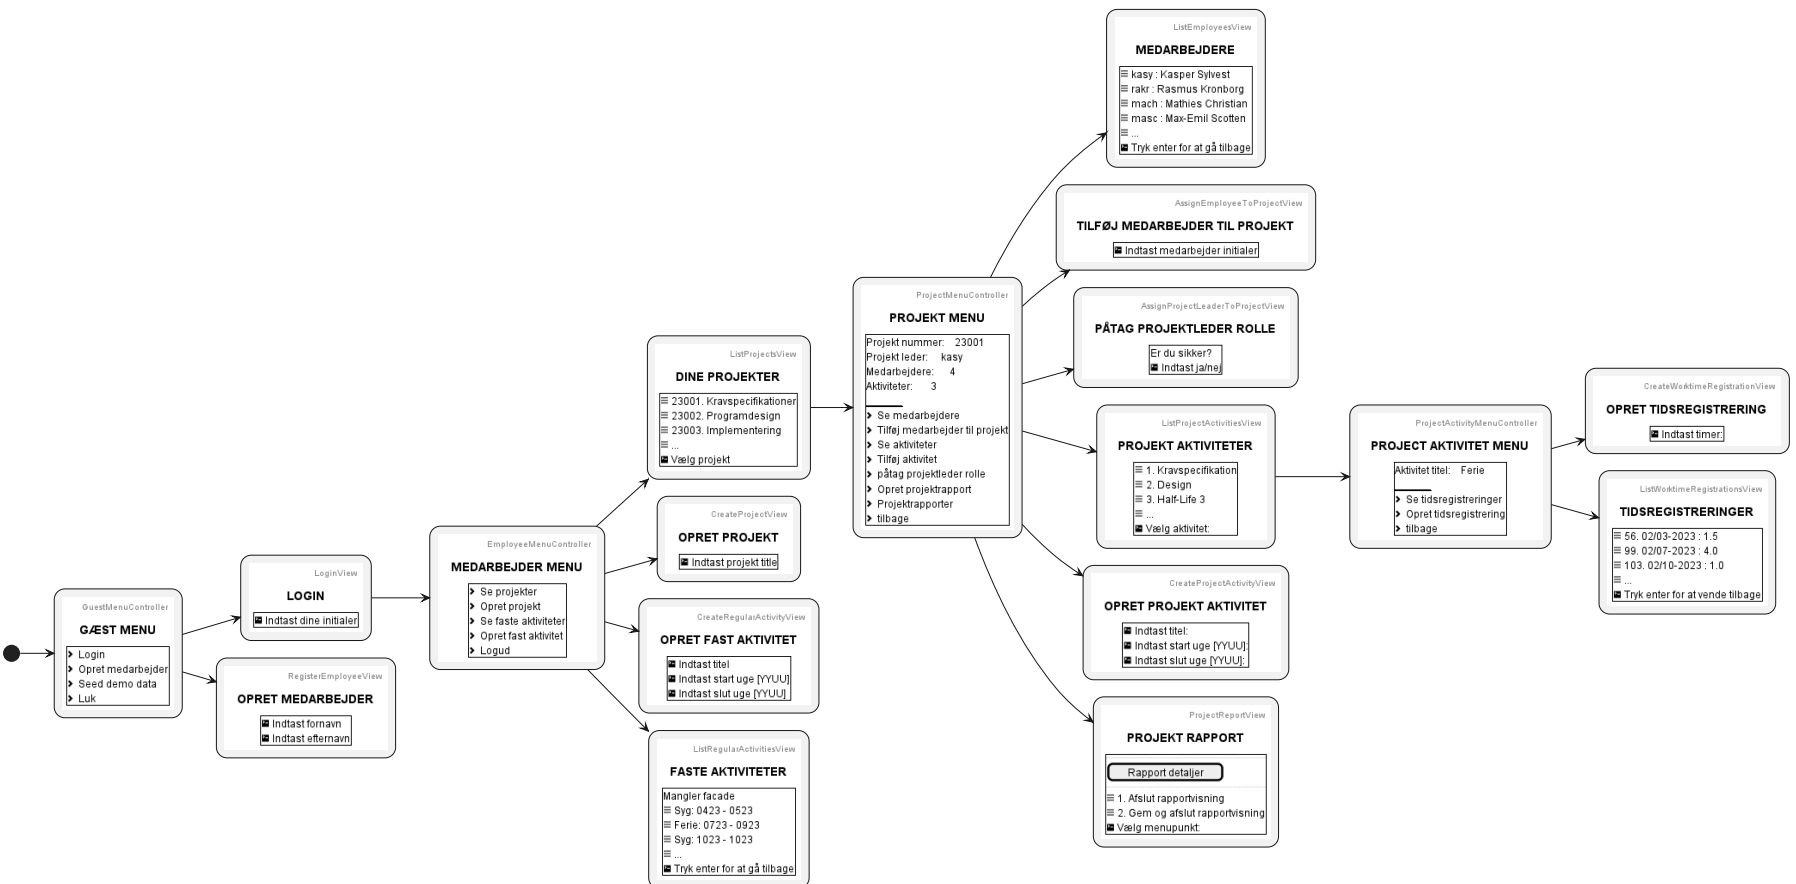 GuestMenuController
GÆST MENU
Login
Opret medarbejder
Seed demo data
Luk
LoginView
LOGIN
Indtast dine initialer
RegisterEmployeeView
OPRET MEDARBEJDER
Indtast fornavn
Indtast efternavn
EmployeeMenuController
MEDARBEJDER MENU
Se projekter
Opret projekt
Se faste aktiviteter
Opret fast aktivitet
Logud
ListProjectsView
DINE PROJEKTER
23001. Kravspecifikationer
23002. Programdesign
23003. Implementering
...
Vælg projekt
CreateProjectView
OPRET PROJEKT
Indtast projekt title
CreateRegularActivityView
OPRET FAST AKTIVITET
Indtast titel
Indtast start uge [YYUU]
Indtast slut uge [YYUU]
ListRegularActivitiesView
FASTE AKTIVITETER
Mangler facade
Syg: 0423 - 0523
Ferie: 0723 - 0923
Syg: 1023 - 1023
...
Tryk enter for at gå tilbage
ProjectMenuController
PROJEKT MENU
Projekt nummer: 23001
Projekt leder: kasy
Medarbejdere: 4
Aktiviteter: 3
Se medarbejdere
Tilføj medarbejder til projekt
Se aktiviteter
Tilføj aktivitet
påtag projektleder rolle
Opret projektrapport
Projektrapporter
tilbage
ListEmployeesView
MEDARBEJDERE
kasy : Kasper Sylvest
rakr : Rasmus Kronborg
mach : Mathies Christian
masc : Max-Emil Scotten
...
Tryk enter for at gå tilbage
AssignEmployeeToProjectView
TILFØJ MEDARBEJDER TIL PROJEKT
Indtast medarbejder initialer
AssignProjectLeaderToProjectView
PÅTAG PROJEKTLEDER ROLLE
Er du sikker?
Indtast ja/nej
ListProjectActivitiesView
PROJEKT AKTIVITETER
1. Kravspecifikation
2. Design
3. Half-Life 3
...
Vælg aktivitet:
CreateProjectActivityView
OPRET PROJEKT AKTIVITET
Indtast titel:
Indtast start uge [YYUU]:
Indtast slut uge [YYUU]:
ProjectReportView
PROJEKT RAPPORT
Rapport detaljer
1. Afslut rapportvisning
2. Gem og afslut rapportvisning
Vælg menupunkt:
ProjectActivityMenuController
PROJECT AKTIVITET MENU
Aktivitet titel: Ferie
Se tidsregistreringer
Opret tidsregistrering
tilbage
CreateWorktimeRegistrationView
OPRET TIDSREGISTRERING
Indtast timer:
ListWorktimeRegistrationsView
TIDSREGISTRERINGER
56. 02/03-2023 : 1.5
99. 02/07-2023 : 4.0
103. 02/10-2023 : 1.0
...
Tryk enter for at vende tilbage